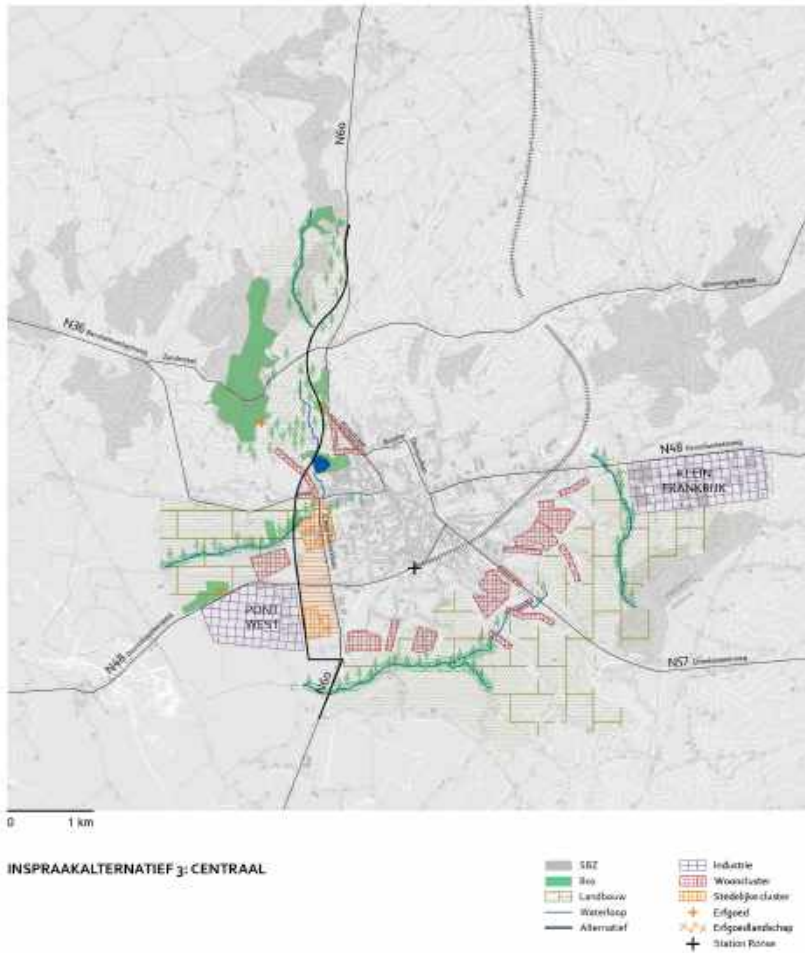 N60
N36
N48
KLEIN
FRANKRIJK
PONT
WEST
N48
N60
N57
0 1 km
INSPRAAKALTERNATIEF 3: CENTRAAL
SBZ
Bos
Landbouw
Waterloop
Alternatief
Industrie
Wooncluster
Stedelijke cluster
Erfgoed
Erfgoedlandschap
Station Ronse